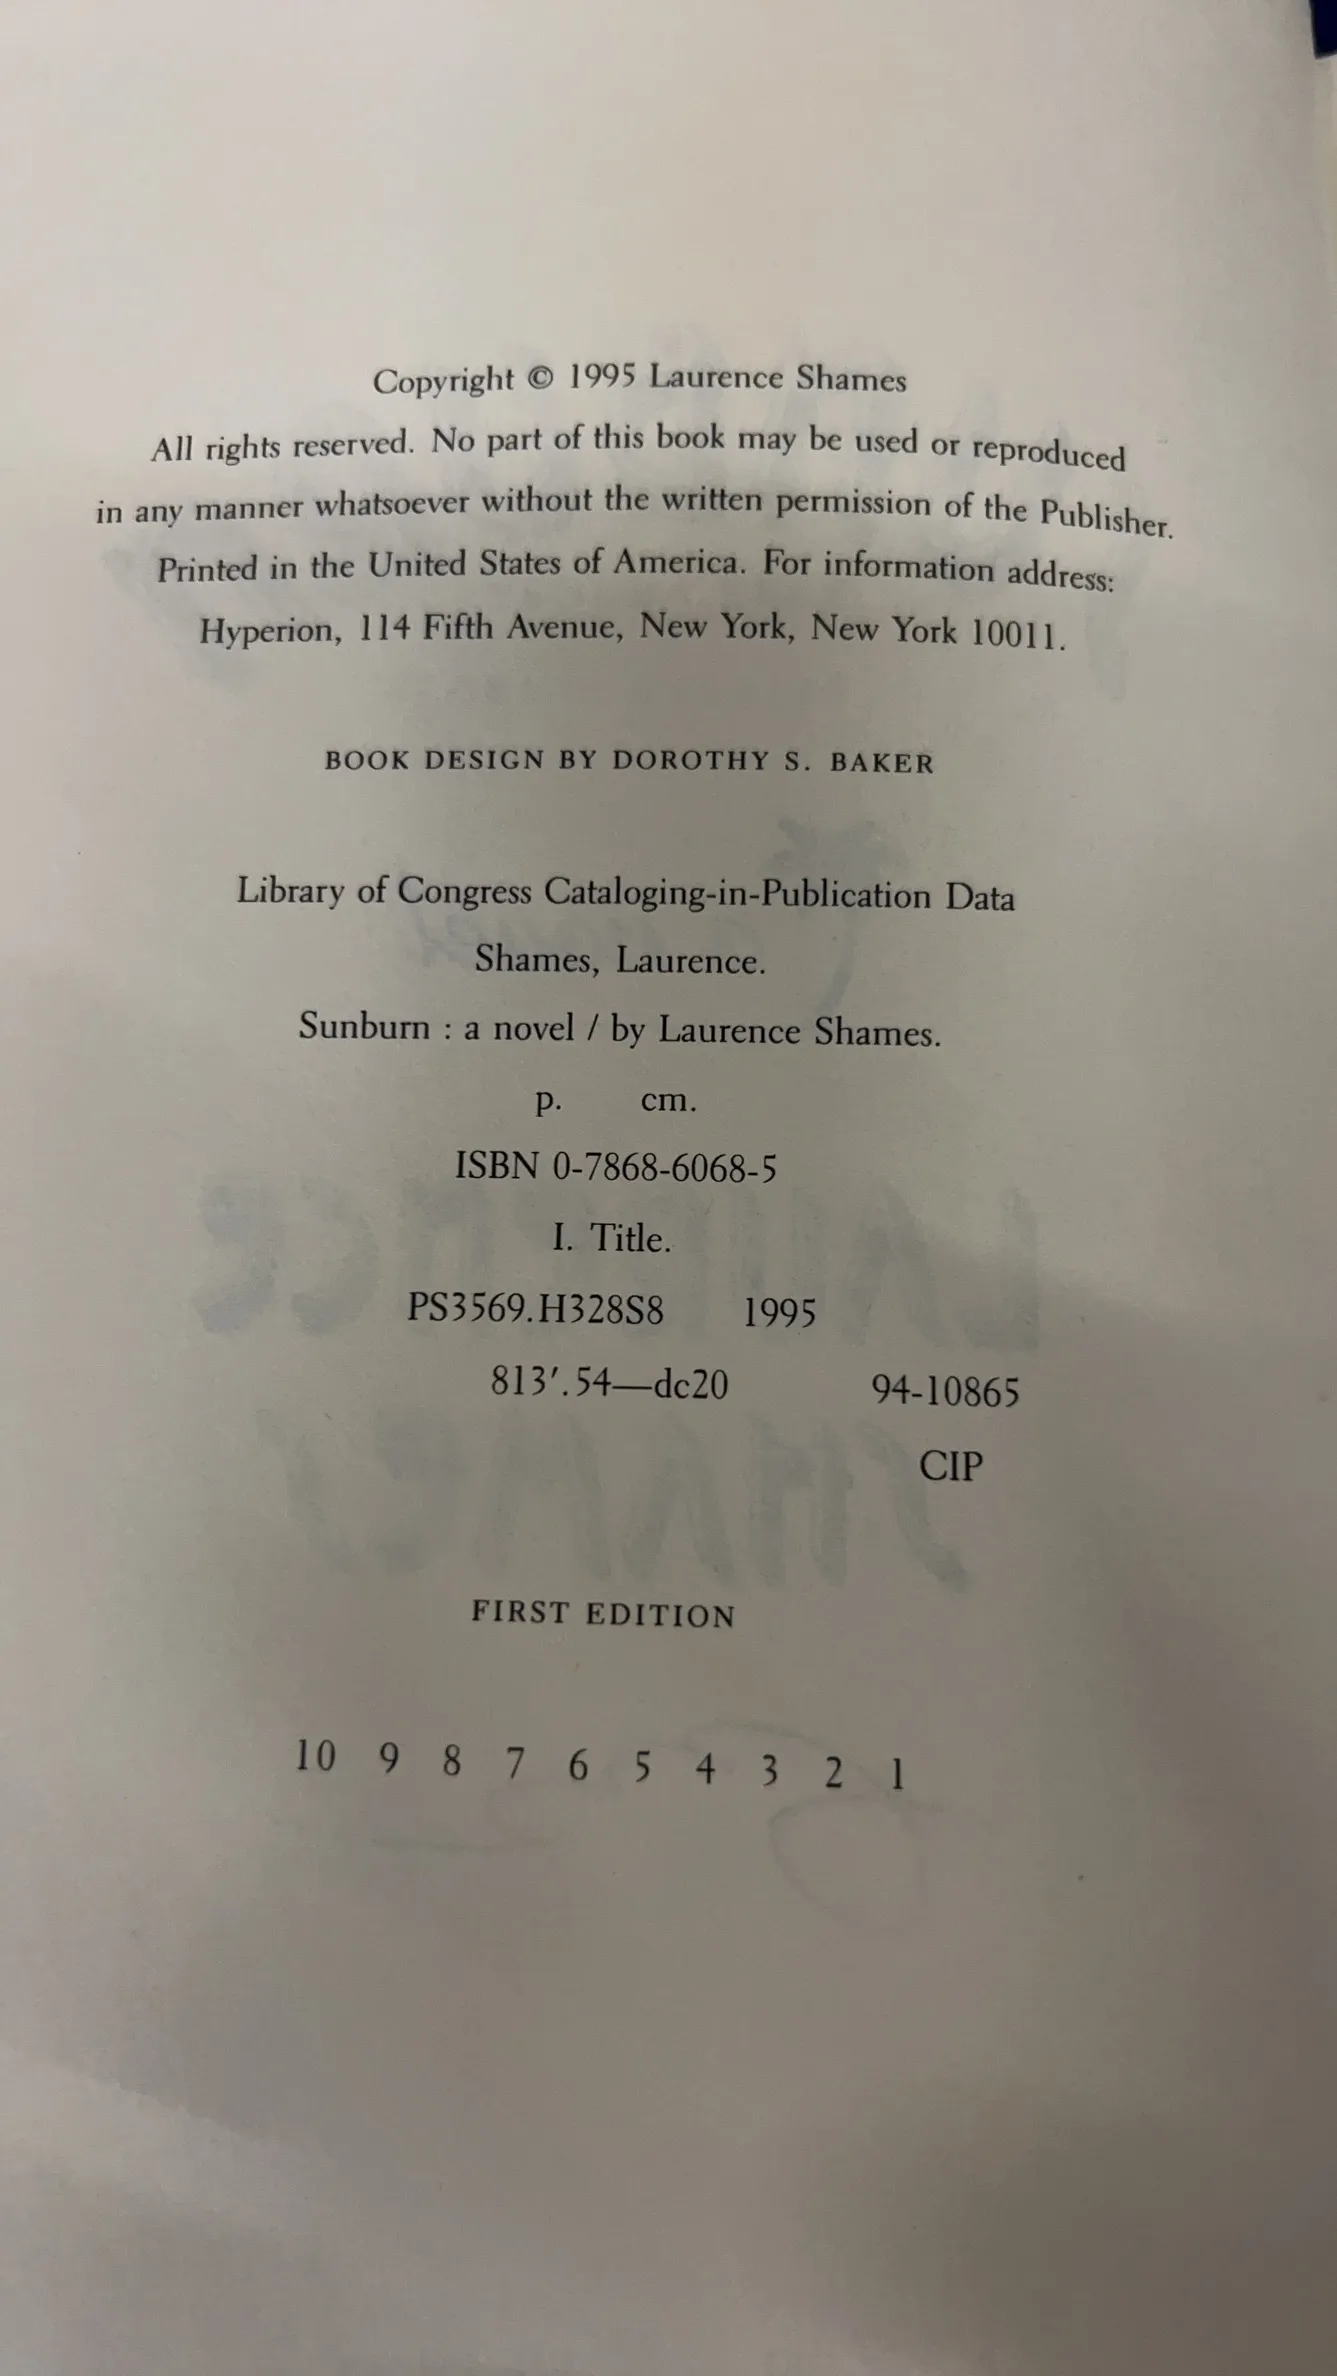 Copyright © 1995 Laurence Shames
All rights reserved. No part of this book may be used or reproduced
in any manner whatsoever without the written permission of the Publisher.
Printed in the United States of America. For information address:
Hyperion, 114 Fifth Avenue, New York, New York 10011.
BOOK DESIGN BY DOROTHY S. BAKER
Library of Congress Cataloging-in-Publication Data
Shames, Laurence.
Sunburn : a novel / by Laurence Shames.
p. cm.
ISBN 0-7868-6068-5
I. Title.
PS3569.H328S8 1995
813′.54—dc20 94-10865
CIP
FIRST EDITION
10 9 8 7 6 5 4 3 2 1